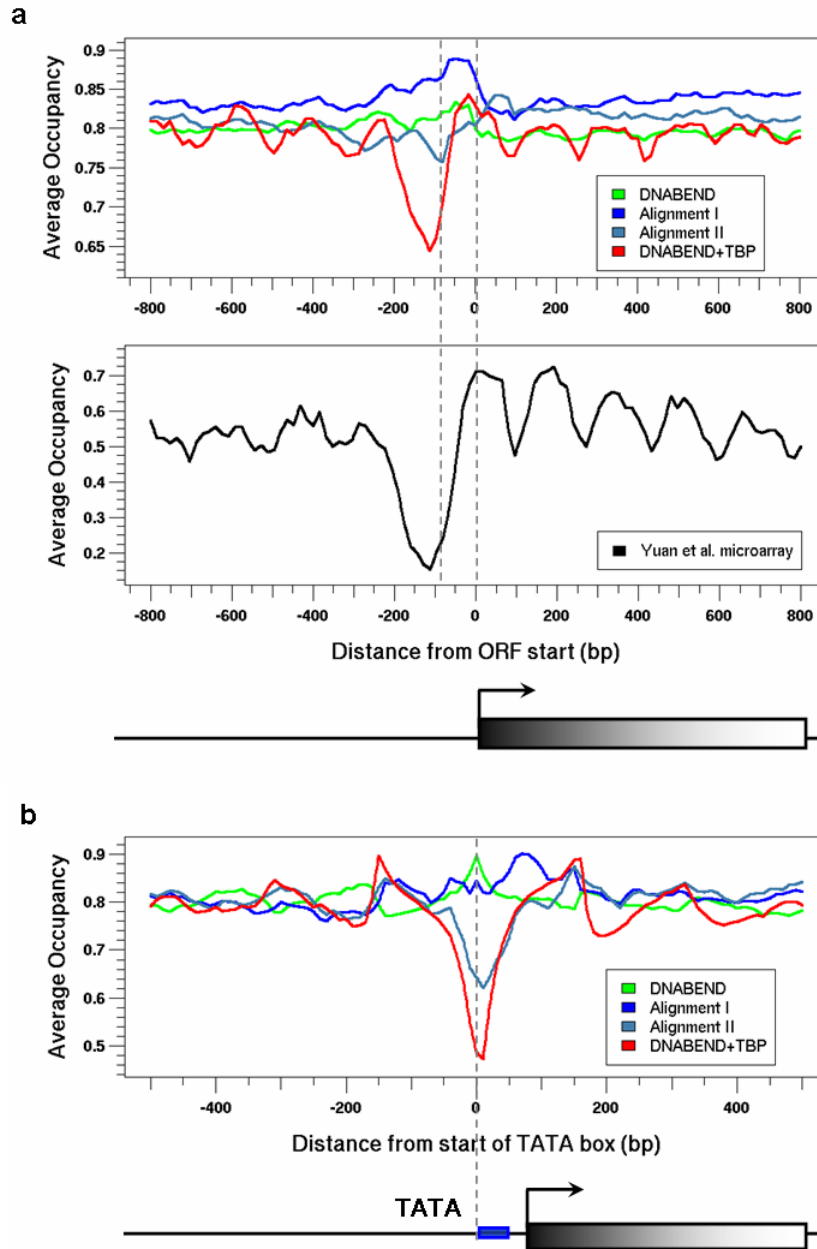 a
Average Occupancy
0.9
0.85
0.8
0.75
0.7
0.65
DNABEND
Alignment I
Alignment II
DNABEND+TBP
-800 -600 -400 -200 0 200 400 600 800
Average Occupancy
0.7
0.6
0.5
0.4
0.3
0.2
Yuan et al. microarray
-800 -600 -400 -200 0 200 400 600 800
Distance from ORF start (bp)
b
Average Occupancy
0.9
0.8
0.7
0.6
0.5
DNABEND
Alignment I
Alignment II
DNABEND+TBP
-400 -200 0 200 400
Distance from start of TATA box (bp)
TATA